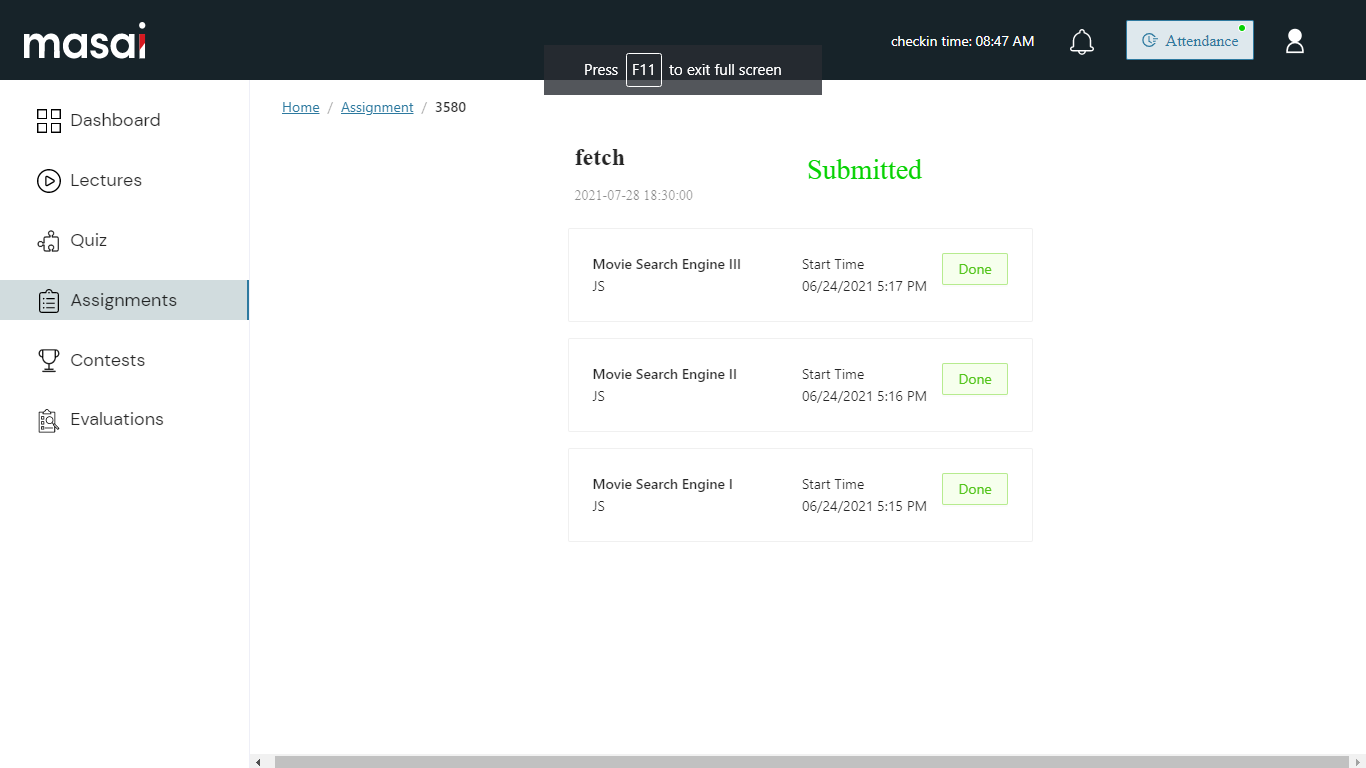 masai
checkin time: 08:47 AM
Attendance
Press F11 to exit full screen
Dashboard
Lectures
Quiz
Assignments
Contests
Evaluations
Home / Assignment / 3580
fetch
Submitted
2021-07-28 18:30:00
Movie Search Engine III
JS
Start Time
06/24/2021 5:17 PM
Done
Movie Search Engine II
JS
Start Time
06/24/2021 5:16 PM
Done
Movie Search Engine I
JS
Start Time
06/24/2021 5:15 PM
Done